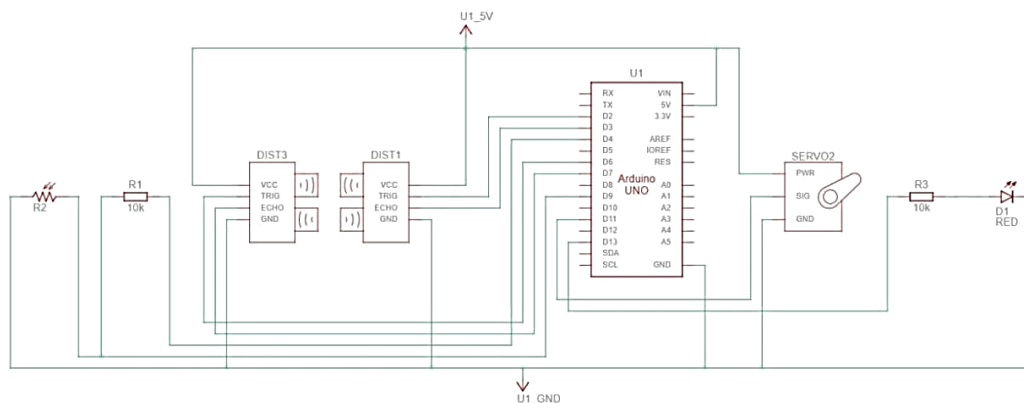 U1_5V
U1
RX
TX
D2
D3
D4
D5
D6
D7
D8
D9
D10
D11
D12
D13
SDA
SCL
VIN
5V
3.3V
AREF
IOREF
RES
A0
A1
A2
A3
A4
A5
GND
Arduino
UNO
DIST3
VCC
TRIG
ECHO
GND
DIST1
VCC
TRIG
ECHO
GND
SERVO2
PWR
SIG
GND
R2
R1
10k
R3
10k
D1
RED
U1_GND